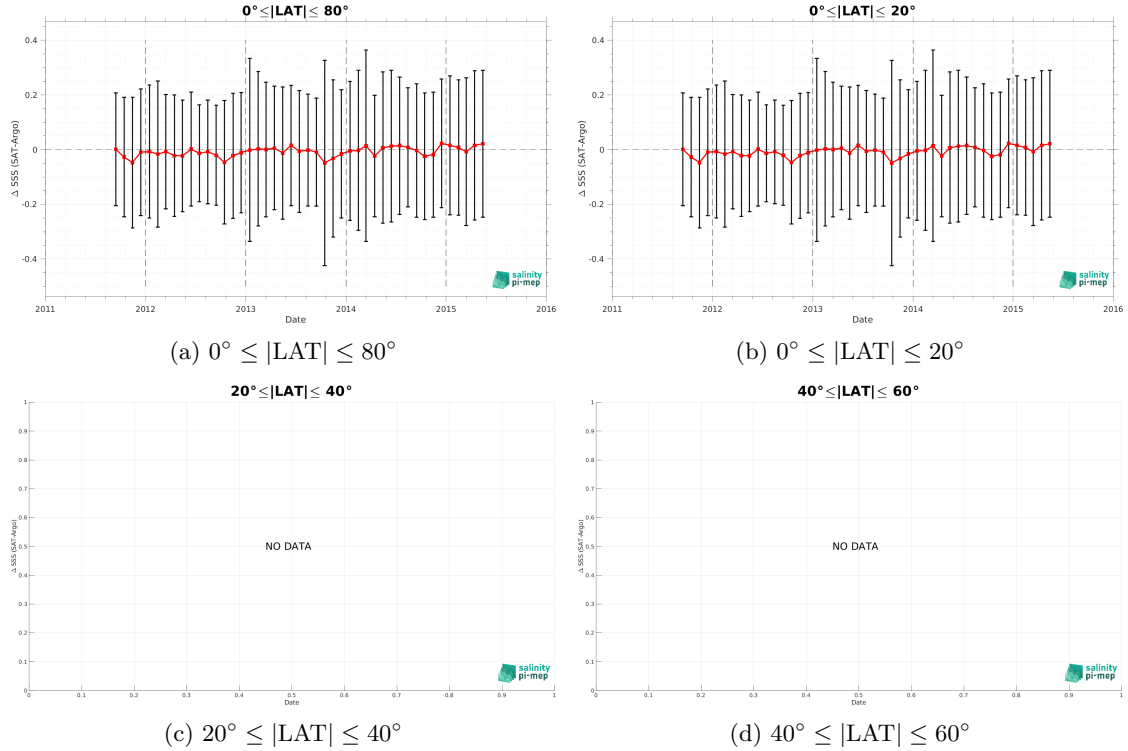 0°≤|LAT|≤ 80°
0.4
0.2
0
-0.2
-0.4
Δ SSS (SAT-Argo)
2011 2012 2013 2014 2015 2016
Date
salinity
pi-mep
(a) 0° ≤ |LAT| ≤ 80°
0°≤|LAT|≤ 20°
0.4
0.2
0
-0.2
-0.4
Δ SSS (SAT-Argo)
2011 2012 2013 2014 2015 2016
Date
salinity
pi-mep
(b) 0° ≤ |LAT| ≤ 20°
20°≤|LAT|≤ 40°
1
0.9
0.8
0.7
0.6
0.5
0.4
0.3
0.2
0.1
0
Δ SSS (SAT-Argo)
NO DATA
0 0.1 0.2 0.3 0.4 0.5 0.6 0.7 0.8 0.9 1
Date
salinity
pi-mep
(c) 20° ≤ |LAT| ≤ 40°
40°≤|LAT|≤ 60°
1
0.9
0.8
0.7
0.6
0.5
0.4
0.3
0.2
0.1
0
Δ SSS (SAT-Argo)
NO DATA
0 0.1 0.2 0.3 0.4 0.5 0.6 0.7 0.8 0.9 1
Date
salinity
pi-mep
(d) 40° ≤ |LAT| ≤ 60°